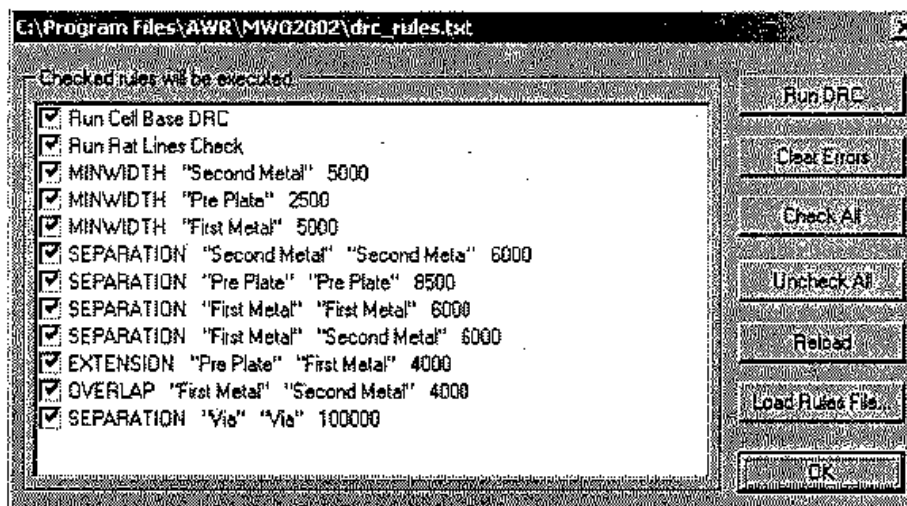 C:\Program Files\AWR\MWO2002\drc_rules.txt
Checked rules will be executed
Run Cell Base DRC
Run Rat Lines Check
MINWIDTH "Second Metal" 5000
MINWIDTH "Pre Plate" 2500
MINWIDTH "First Metal" 5000
SEPARATION "Second Metal" "Second Meta" 6000
SEPARATION "Pre Plate" "Pre Plate" 8500
SEPARATION "First Metal" "First Metal" 6000
SEPARATION "First Metal" "Second Metal" 6000
EXTENSION "Pre Plate" "First Metal" 4000
OVERLAP "First Metal" "Second Metal" 4000
SEPARATION "Via" "Via" 100000
Run DRC
Clear Errors
Check All
Uncheck All
Reload
Load Rules File...
OK